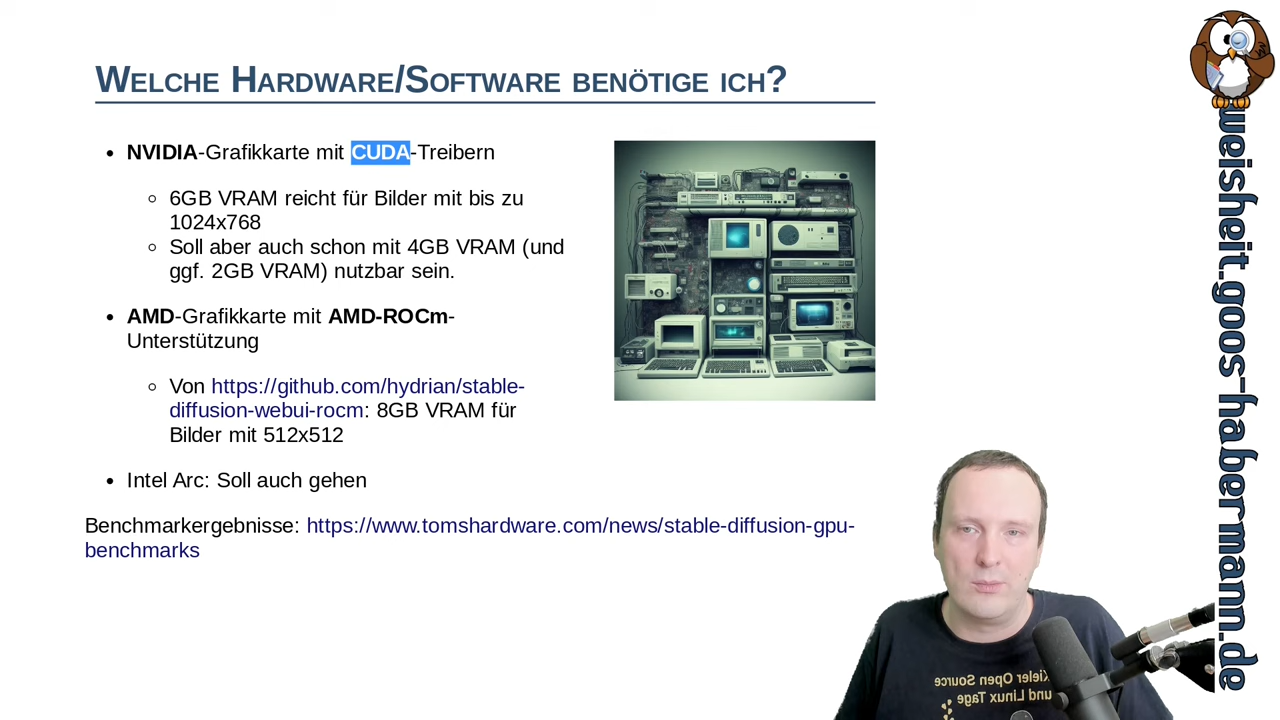 Welche Hardware/Software benötige ich?
• NVIDIA-Grafikkarte mit CUDA-Treibern
◦ 6GB VRAM reicht für Bilder mit bis zu
1024x768
◦ Soll aber auch schon mit 4GB VRAM (und
ggf. 2GB VRAM) nutzbar sein.
• AMD-Grafikkarte mit AMD-ROCm-
Unterstützung
◦ Von https://github.com/hydrian/stable-
diffusion-webui-rocm: 8GB VRAM für
Bilder mit 512x512
• Intel Arc: Soll auch gehen
Benchmarkergebnisse: https://www.tomshardware.com/news/stable-diffusion-gpu-
benchmarks
weisheit.goos-habermann.de
Kieler Open Source
und Linux Tage